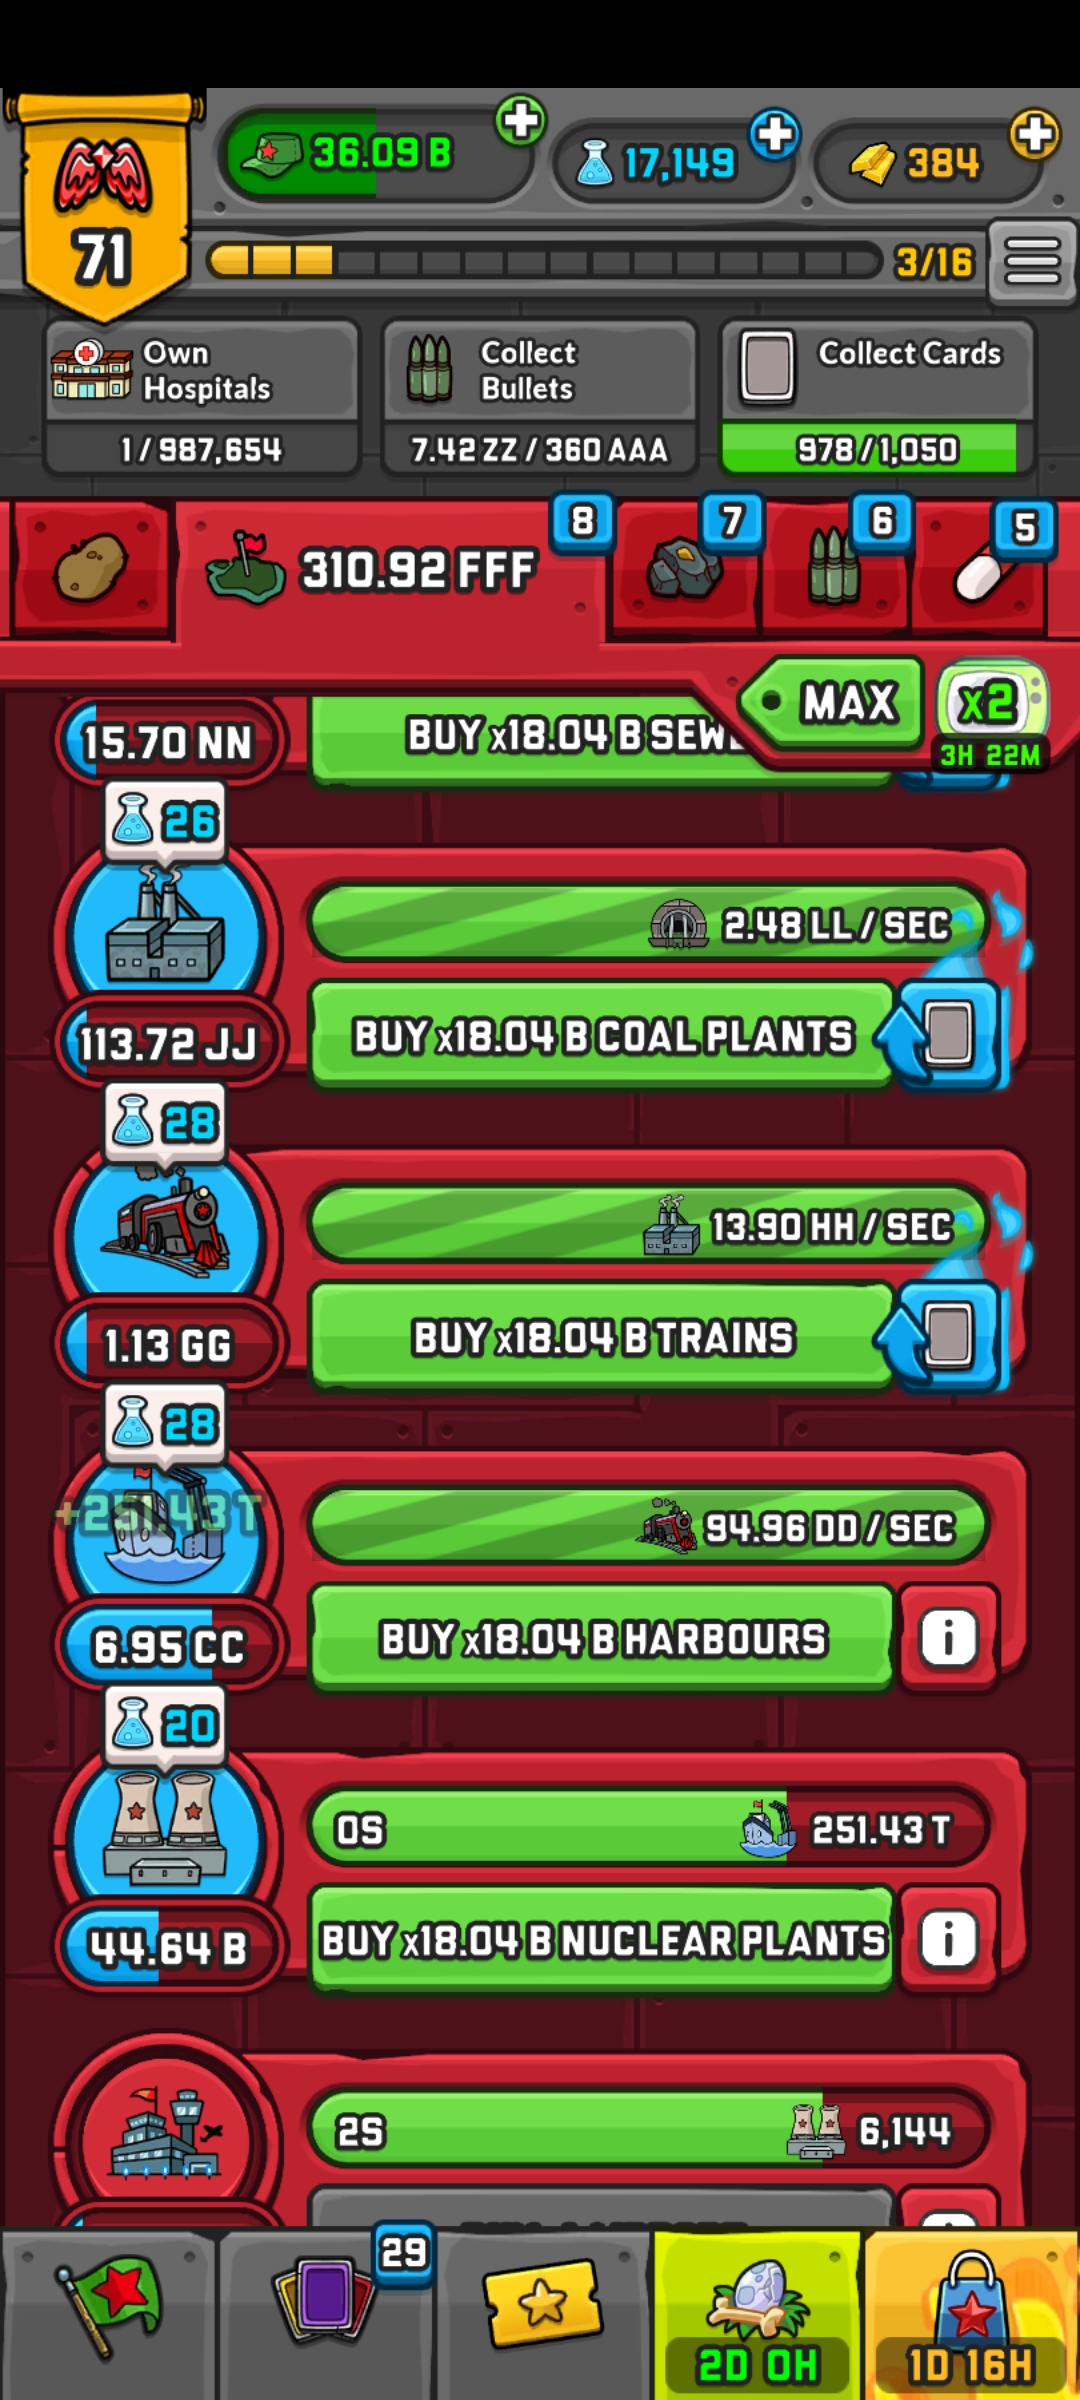 36.09 B
17,149
384
71
3/16
Own
Hospitals
1/987,654
Collect
Bullets
7.42 ZZ/360 AAA
Collect Cards
978/1,050
310.92 FFF
8
7
6
5
MAX
x2
3H 22M
15.70 NN
BUY x18.04 B
26
2.48 LL/SEC
113.72 JJ
BUY x18.04 B COAL PLANTS
28
13.90 HH/SEC
1.13 GG
BUY x18.04 B TRAINS
28
+251.43 T
94.96 DD/SEC
6.95 CC
BUY x18.04 B HARBOURS
i
20
0S
251.43 T
44.64 B
BUY x18.04 B NUCLEAR PLANTS
i
2S
6,144
29
2D 0H
1D 16H